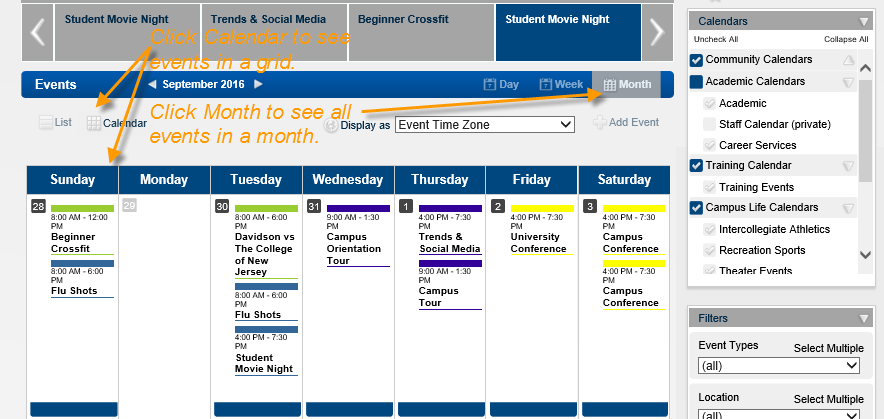 Student Movie Night
Trends & Social Media
Beginner Crossfit
Student Movie Night
Click Calendar to see
events in a grid.
Events
September 2016
Day
Week
Month
Click Month to see all
events in a month.
List
Calendar
Display as
Event Time Zone
Add Event
Sunday
Monday
Tuesday
Wednesday
Thursday
Friday
Saturday
28
8:00 AM - 12:00
PM
Beginner
Crossfit
8:00 AM - 6:00
PM
Flu Shots
29
30
8:00 AM - 6:00
PM
Davidson vs
The College
of New
Jersey
8:00 AM - 6:00
PM
Flu Shots
4:00 PM - 7:30
PM
Student
Movie Night
31
9:00 AM - 1:30
PM
Campus
Orientation
Tour
1
4:00 PM - 7:30
PM
Trends &
Social Media
9:00 AM - 1:30
PM
Campus
Tour
2
4:00 PM - 7:30
PM
University
Conference
3
4:00 PM - 7:30
PM
Campus
Conference
4:00 PM - 7:30
PM
Campus
Conference
Calendars
Uncheck All
Collapse All
Community Calendars
Academic Calendars
Academic
Staff Calendar (private)
Career Services
Training Calendar
Training Events
Campus Life Calendars
Intercollegiate Athletics
Recreation Sports
Theater Events
Filters
Event Types
Select Multiple
(all)
Location
Select Multiple
(all)